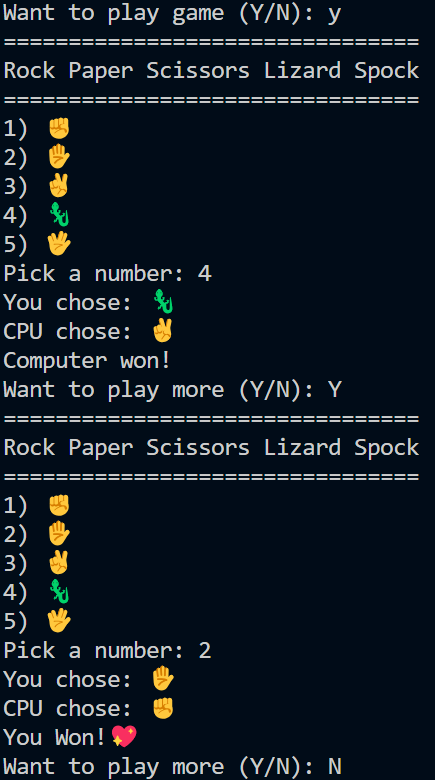 Want to play game (Y/N): y
================================
Rock Paper Scissors Lizard Spock
================================
1) ✊
2) ✋
3) ✌️
4) 🦎
5) 🖖
Pick a number: 4
You chose: 🦎
CPU chose: ✌️
Computer won!
Want to play more (Y/N): Y
================================
Rock Paper Scissors Lizard Spock
================================
1) ✊
2) ✋
3) ✌️
4) 🦎
5) 🖖
Pick a number: 2
You chose: ✋
CPU chose: ✊
You Won!💖
Want to play more (Y/N): N